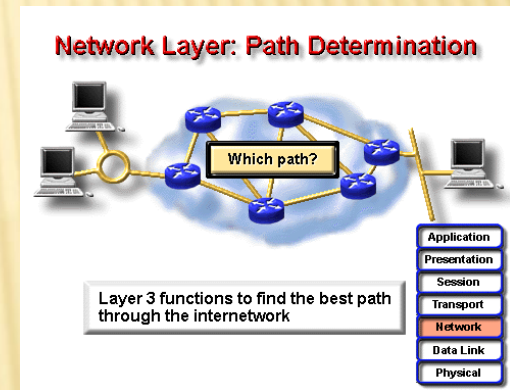 Network Layer: Path Determination
Which path?
Layer 3 functions to find the best path
through the internetwork
Application
Presentation
Session
Transport
Network
Data Link
Physical